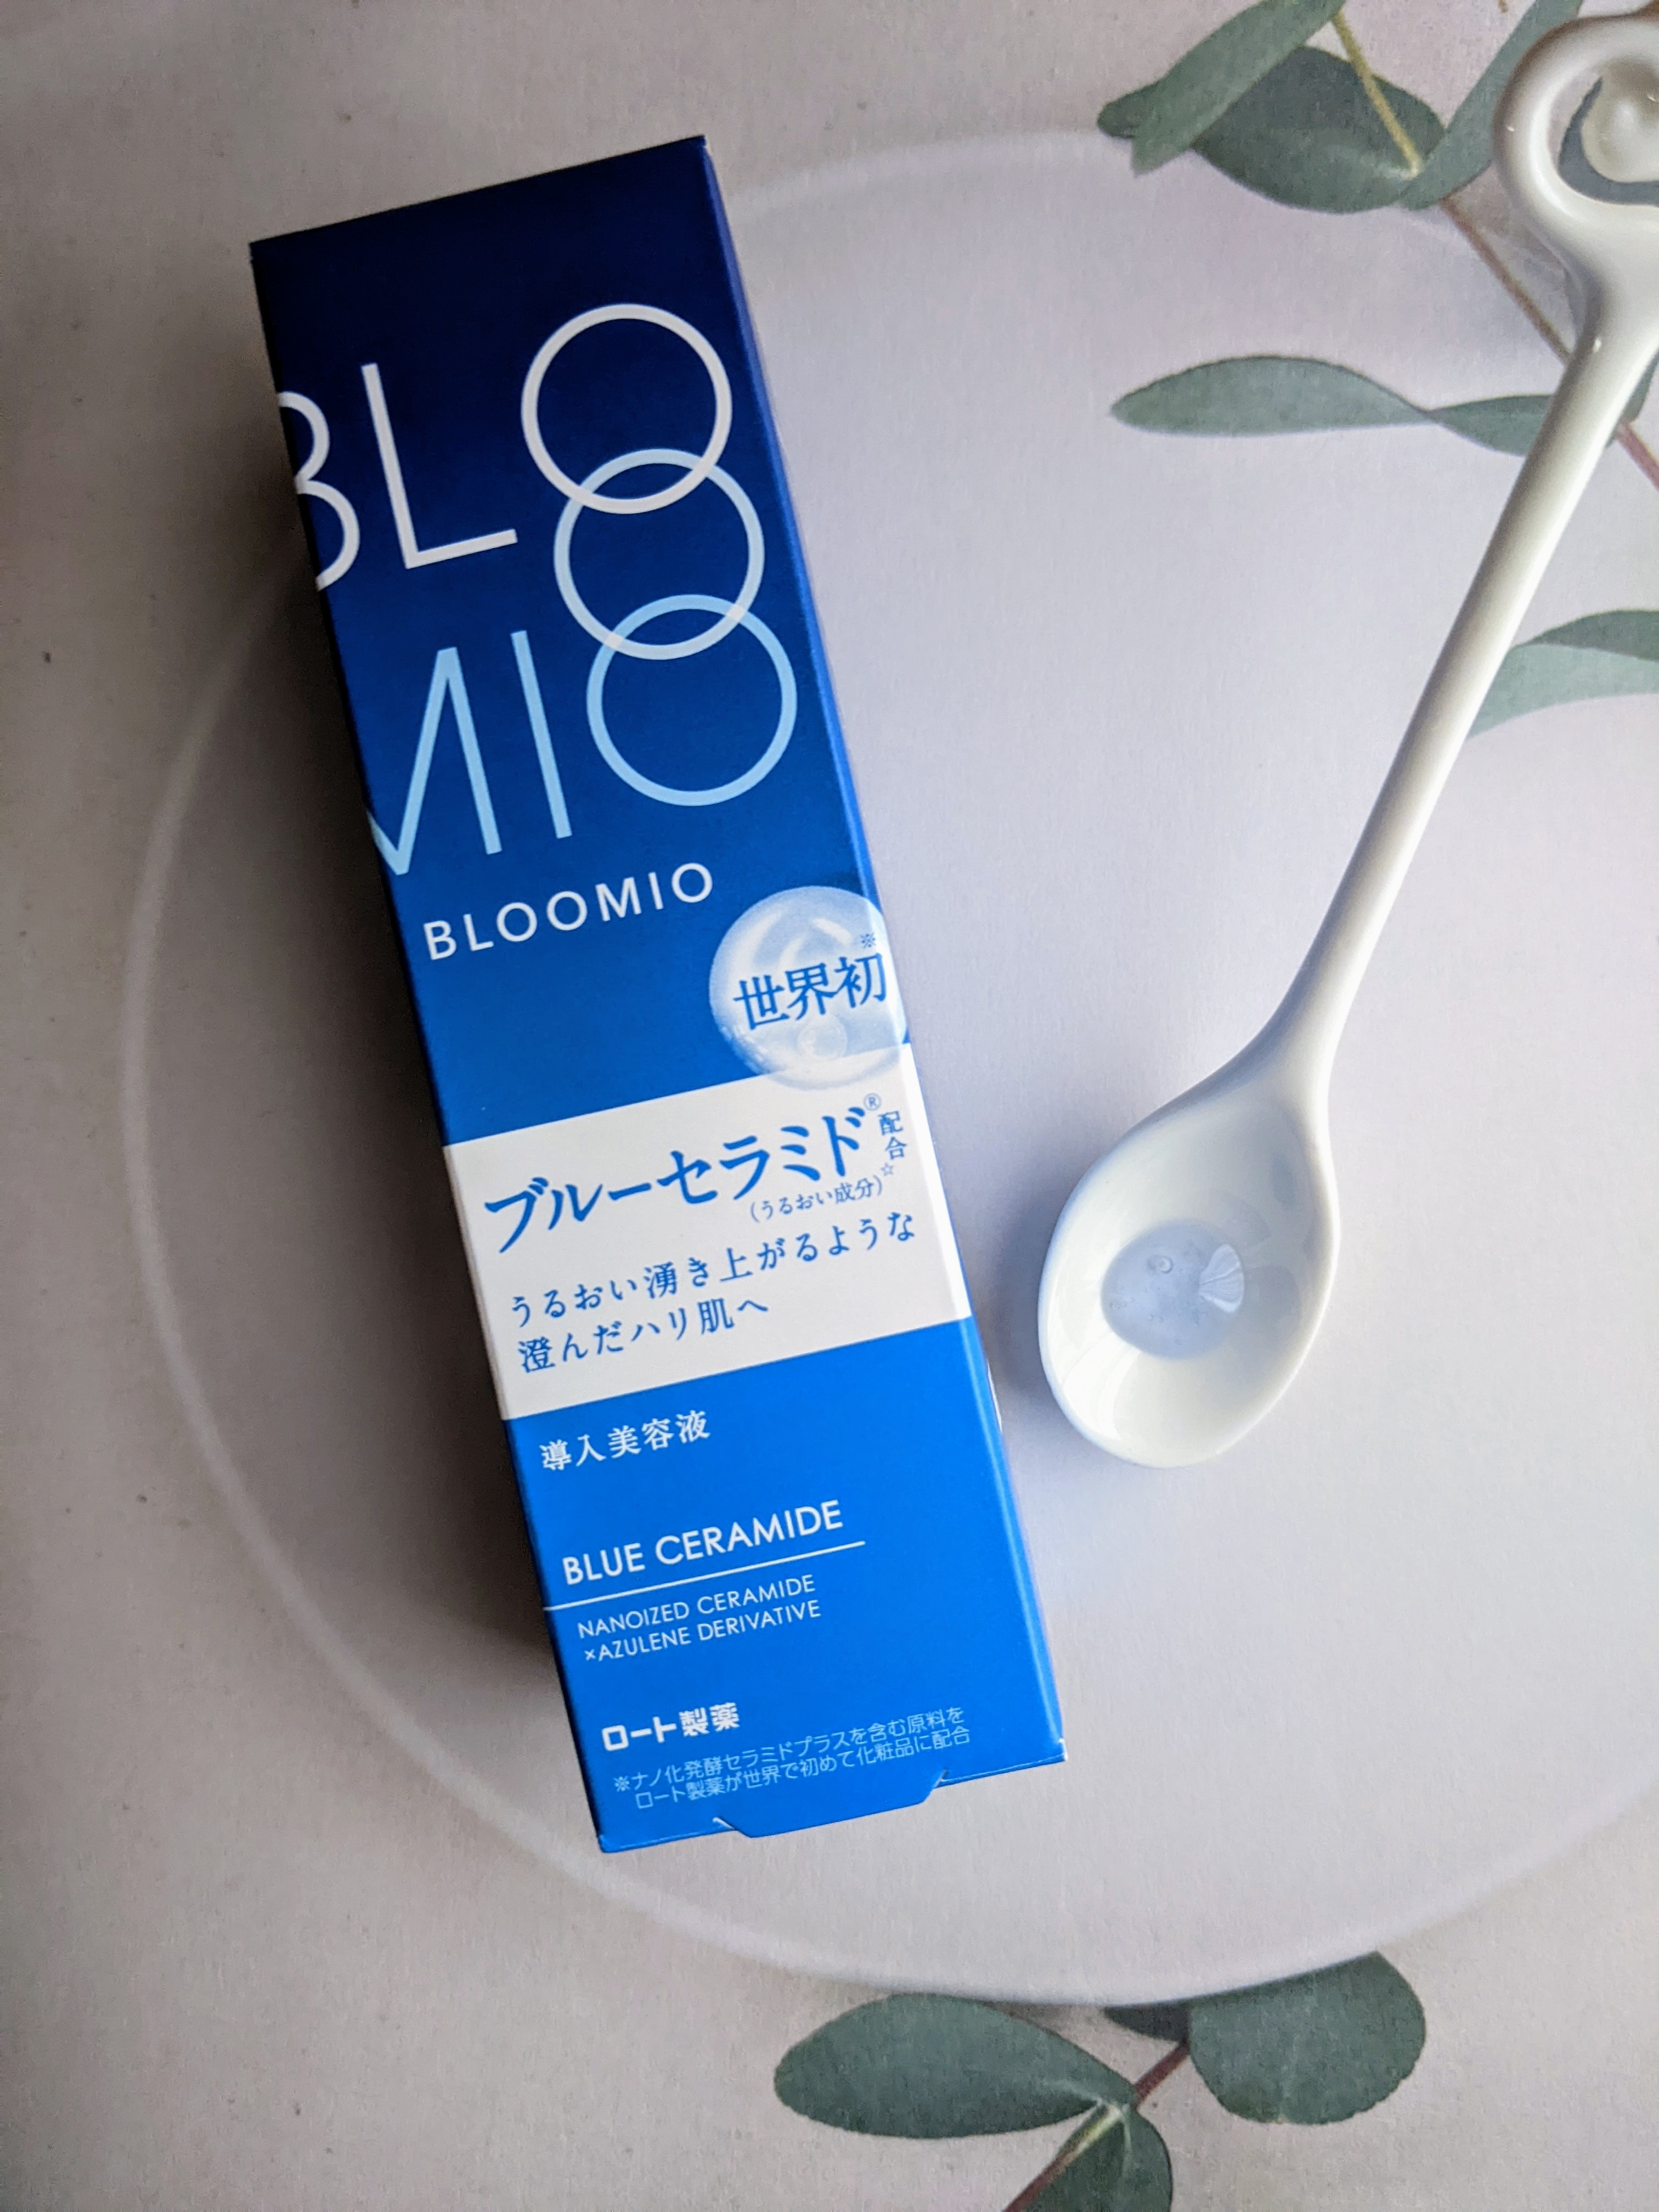 BLO
O
MIO
BLOOMIO
世界初※
ブルーセラミド®配合☆
(うるおい成分)
うるおい湧き上がるような
澄んだハリ肌へ
導入美容液
BLUE CERAMIDE
NANOIZED CERAMIDE
×AZULENE DERIVATIVE
ロート製薬
※ナノ化発酵セラミドプラスを含む原料を
ロート製薬が世界で初めて化粧品に配合